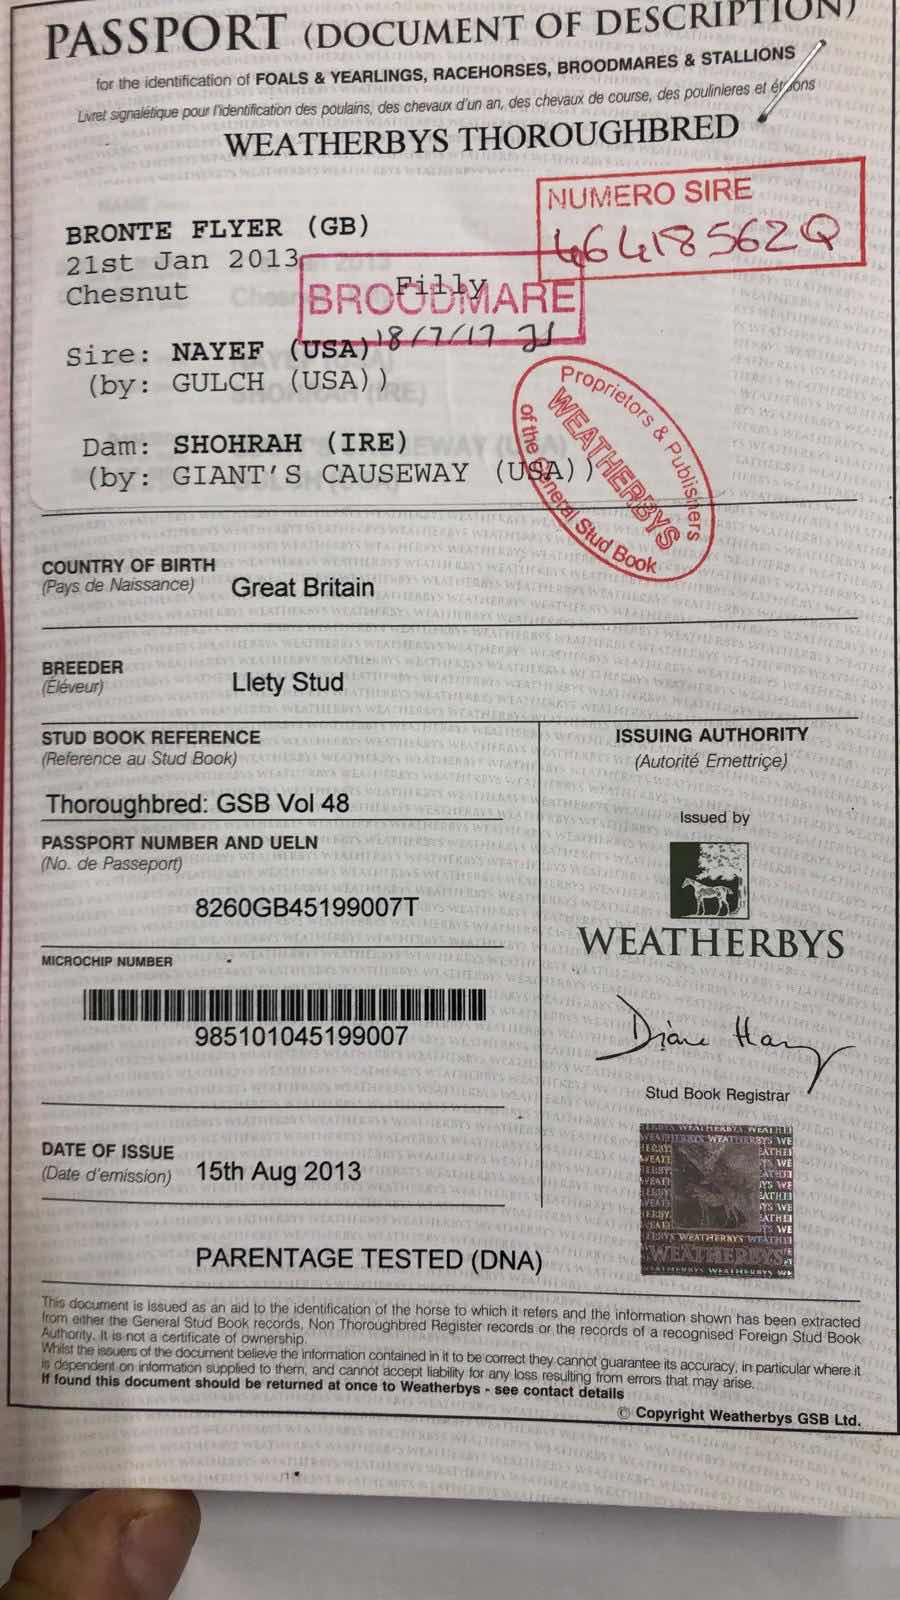 PASSPORT (DOCUMENT OF DESCRIPTION)
for the identification of FOALS & YEARLINGS, RACEHORSES, BROODMARES & STALLIONS
Livret signalétique pour l'identification des poulains, des chevaux d'un an, des chevaux de course, des poulinieres et étalons
WEATHERBYS THOROUGHBRED
NUMERO SIRE
46418562Q
BRONTE FLYER (GB)
21st Jan 2013
Chesnut
Filly
BROODMARE
18/7/17
Sire: NAYEF (USA)
(by: GULCH (USA))
Dam: SHOHRAH (IRE)
(by: GIANT'S CAUSEWAY (USA))
Proprietors & Publishers
WEATHERBYS
of the General Stud Book
COUNTRY OF BIRTH
(Pays de Naissance) Great Britain
BREEDER
(Éléveur) Llety Stud
STUD BOOK REFERENCE
(Reference au Stud Book)
Thoroughbred: GSB Vol 48
PASSPORT NUMBER AND UELN
(No. de Passeport)
8260GB45199007T
MICROCHIP NUMBER
985101045199007
DATE OF ISSUE
(Date d'emission) 15th Aug 2013
ISSUING AUTHORITY
(Autorité Emettriçe)
Issued by
WEATHERBYS
Stud Book Registrar
WEATHERBYS
PARENTAGE TESTED (DNA)
This document is issued as an aid to the identification of the horse to which it refers and the information shown has been extracted
from either the General Stud Book records, Non Thoroughbred Register records or the records of a recognised Foreign Stud Book
Authority. It is not a certificate of ownership.
Whilst the issuers of the document believe the information contained in it to be correct they cannot guarantee its accuracy, in particular where it
is dependent on information supplied to them, and cannot accept liability for any loss resulting from errors that may arise.
If found this document should be returned at once to Weatherbys - see contact details
© Copyright Weatherbys GSB Ltd.